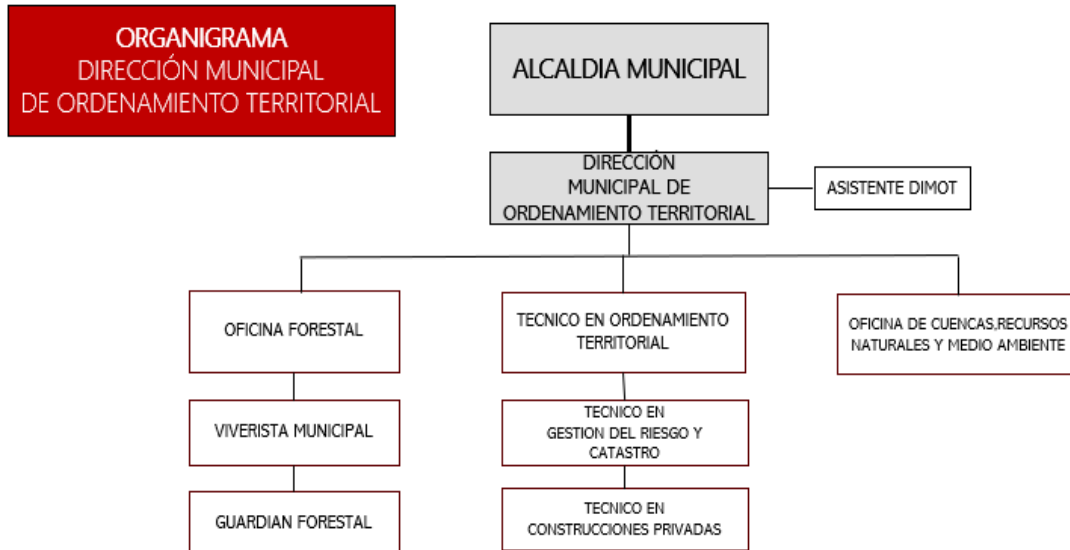 ORGANIGRAMA
DIRECCIÓN MUNICIPAL
DE ORDENAMIENTO TERRITORIAL
ALCALDIA MUNICIPAL
DIRECCIÓN
MUNICIPAL DE
ORDENAMIENTO TERRITORIAL
ASISTENTE DIMOT
OFICINA FORESTAL
TECNICO EN ORDENAMIENTO
TERRITORIAL
OFICINA DE CUENCAS,RECURSOS
NATURALES Y MEDIO AMBIENTE
VIVERISTA MUNICIPAL
TECNICO EN
GESTION DEL RIESGO Y
CATASTRO
GUARDIAN FORESTAL
TECNICO EN
CONSTRUCCIONES PRIVADAS